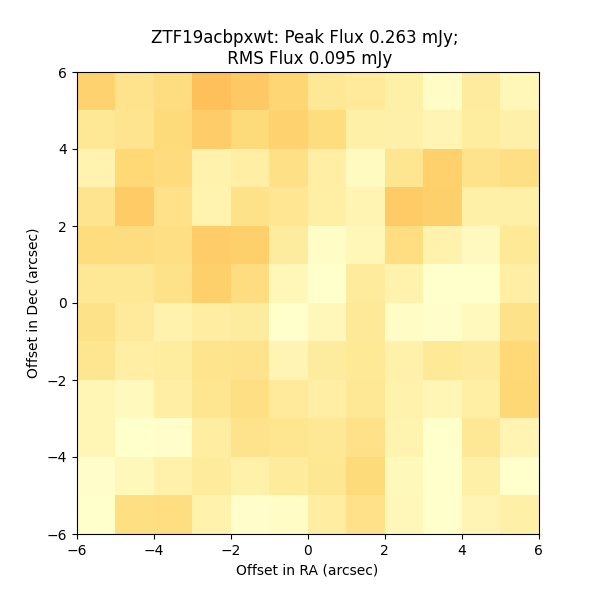 ZTF19acbpxwt: Peak Flux 0.263 mJy;
RMS Flux 0.095 mJy
6
4
2
0
−2
−4
−6
Offset in Dec (arcsec)
−6 −4 −2 0 2 4 6
Offset in RA (arcsec)